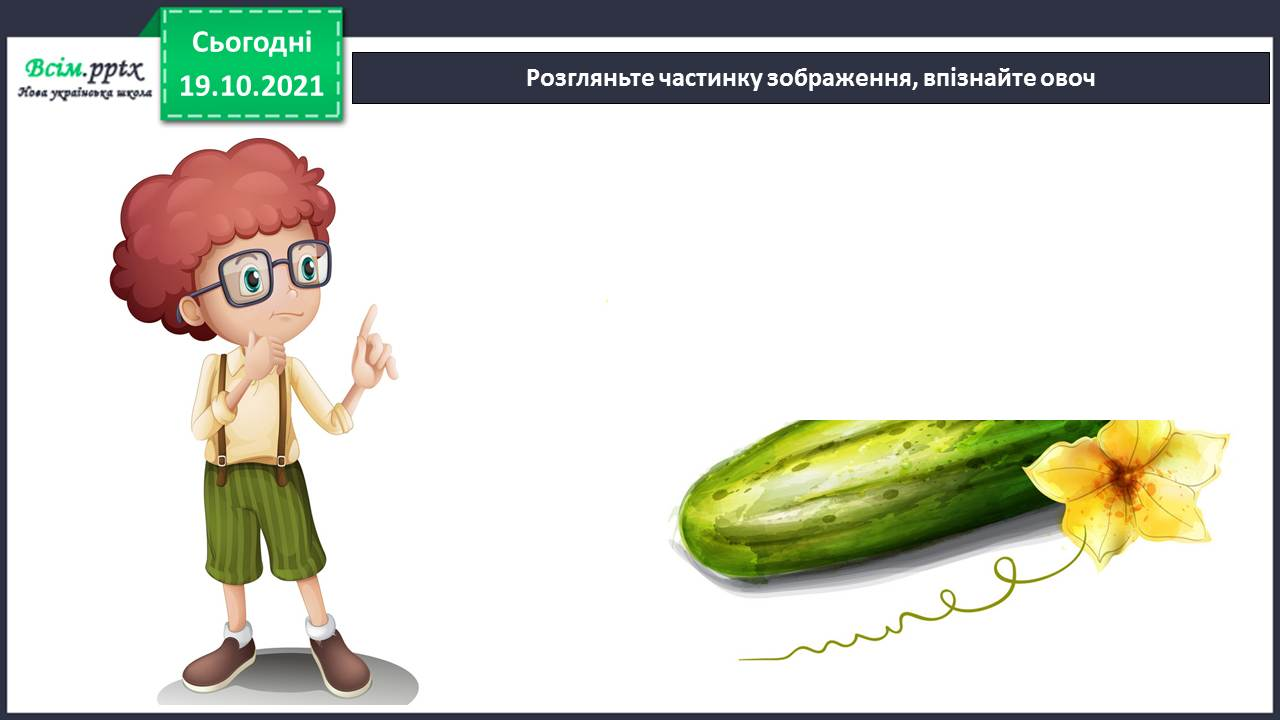 Сьогодні
19.10.2021
Всім.pptx
Нова українська школа
Розгляньте частинку зображення, впізнайте овоч